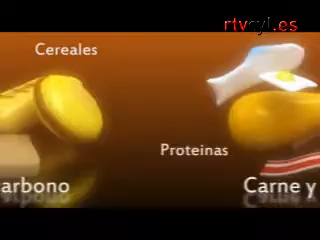 rtvcyl.es
Cereales
Proteinas
arbono
Carne y